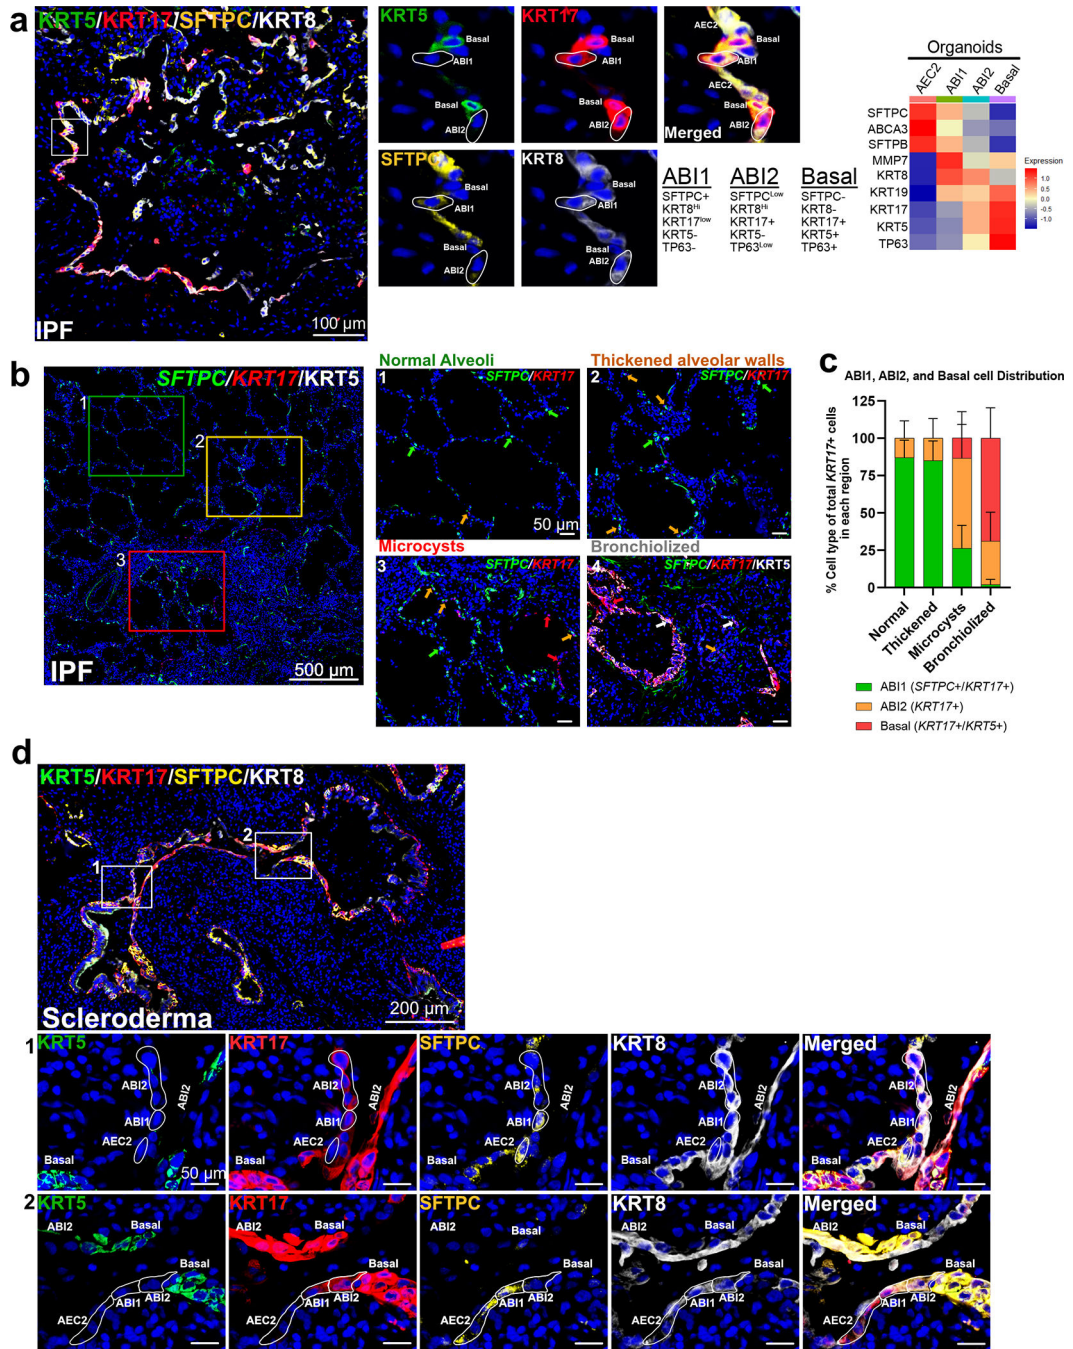 a
KRT5/KRT17/SFTPC/KRT8
IPF
100 µm
KRT5
Basal
ABI1
Basal
ABI2
KRT17
Basal
ABI1
Basal
ABI2
AEC2
Basal
ABI1
AEC2
Basal
ABI2
Merged
SFTPC
Basal
ABI1
Basal
ABI2
KRT8
Basal
ABI1
Basal
ABI2
ABI1
SFTPC+
KRT8Hi
KRT17low
KRT5-
TP63-
ABI2
SFTPCLow
KRT8Hi
KRT17+
KRT5-
TP63Low
Basal
SFTPC-
KRT8-
KRT17+
KRT5+
TP63+
Organoids
AEC2
ABI1
ABI2
Basal
SFTPC
ABCA3
SFTPB
MMP7
KRT8
KRT19
KRT17
KRT5
TP63
Expression
1.0
0.5
0.0
-0.5
-1.0
b
SFTPC/KRT17/KRT5
1
2
3
IPF
500 µm
Normal Alveoli
1
SFTPC/KRT17
50 µm
Thickened alveolar walls
2
SFTPC/KRT17
Microcysts
3
SFTPC/KRT17
Bronchiolized
4
SFTPC/KRT17/KRT5
c
ABI1, ABI2, and Basal cell Distribution
% Cell type of total KRT17+ cells
in each region
125
100
75
50
25
0
Normal
Thickened
Microcysts
Bronchiolized
ABI1 (SFTPC+/KRT17+)
ABI2 (KRT17+)
Basal (KRT17+/KRT5+)
d
KRT5/KRT17/SFTPC/KRT8
1
2
Scleroderma
200 µm
1
KRT5
ABI2
ABI2
ABI1
AEC2
Basal
50 µm
KRT17
ABI2
ABI2
ABI1
AEC2
Basal
SFTPC
ABI2
ABI2
ABI1
AEC2
Basal
KRT8
ABI2
ABI2
ABI1
AEC2
Basal
Merged
ABI2
ABI2
ABI1
AEC2
Basal
2
KRT5
ABI2
Basal
Basal
ABI1
ABI2
AEC2
KRT17
ABI2
Basal
Basal
ABI1
ABI2
AEC2
SFTPC
ABI2
Basal
Basal
ABI1
ABI2
AEC2
KRT8
ABI2
Basal
Basal
ABI1
ABI2
AEC2
Merged
ABI2
Basal
Basal
ABI1
ABI2
AEC2